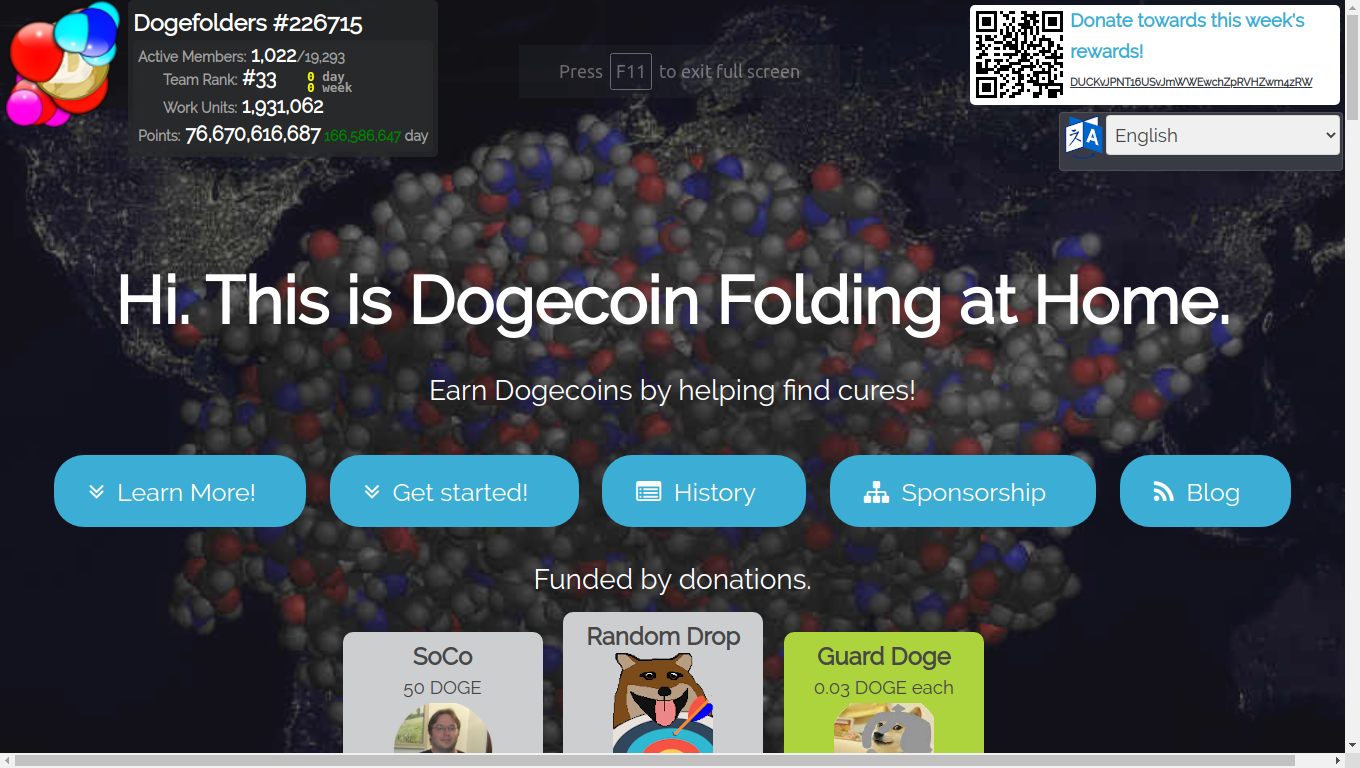 Dogefolders #226715
Active Members: 1,022/19,293
Team Rank: #33 0 day
0 week
Work Units: 1,931,062
Points: 76,670,616,687 166,586,647 day
Press F11 to exit full screen
Donate towards this week's
rewards!
DUCKvJPNT16USvJmWWEwchZpRVHZwm4zRW
English
Hi. This is Dogecoin Folding at Home.
Earn Dogecoins by helping find cures!
Learn More!
Get started!
History
Sponsorship
Blog
Funded by donations.
SoCo
50 DOGE
Random Drop
Guard Doge
0.03 DOGE each